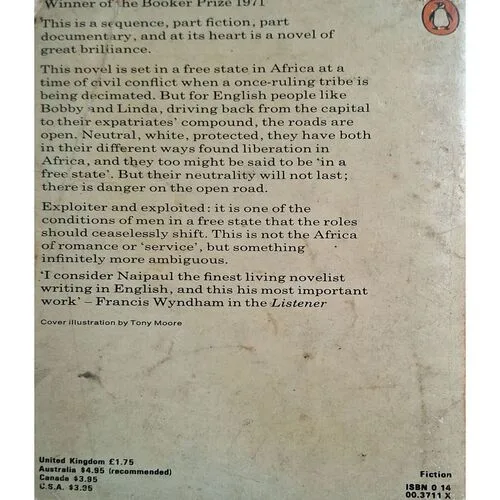 Winner of the Booker Prize 1971
This is a sequence, part fiction, part
documentary, and at its heart is a novel of
great brilliance.
This novel is set in a free state in Africa at a
time of civil conflict when a once-ruling tribe is
being decimated. But for English people like
Bobby and Linda, driving back from the capital
to their expatriates' compound, the roads are
open. Neutral, white, protected, they have both
in their different ways found liberation in
Africa, and they too might be said to be 'in a
free state'. But their neutrality will not last;
there is danger on the open road.
Exploiter and exploited: it is one of the
conditions of men in a free state that the roles
should ceaselessly shift. This is not the Africa
of romance or 'service', but something
infinitely more ambiguous.
'I consider Naipaul the finest living novelist
writing in English, and this his most important
work' – Francis Wyndham in the Listener
Cover illustration by Tony Moore
United Kingdom £1.75
Australia $4.95 (recommended)
Canada $3.95
U.S.A. $3.95
Fiction
ISBN 0 14
00.3711 X